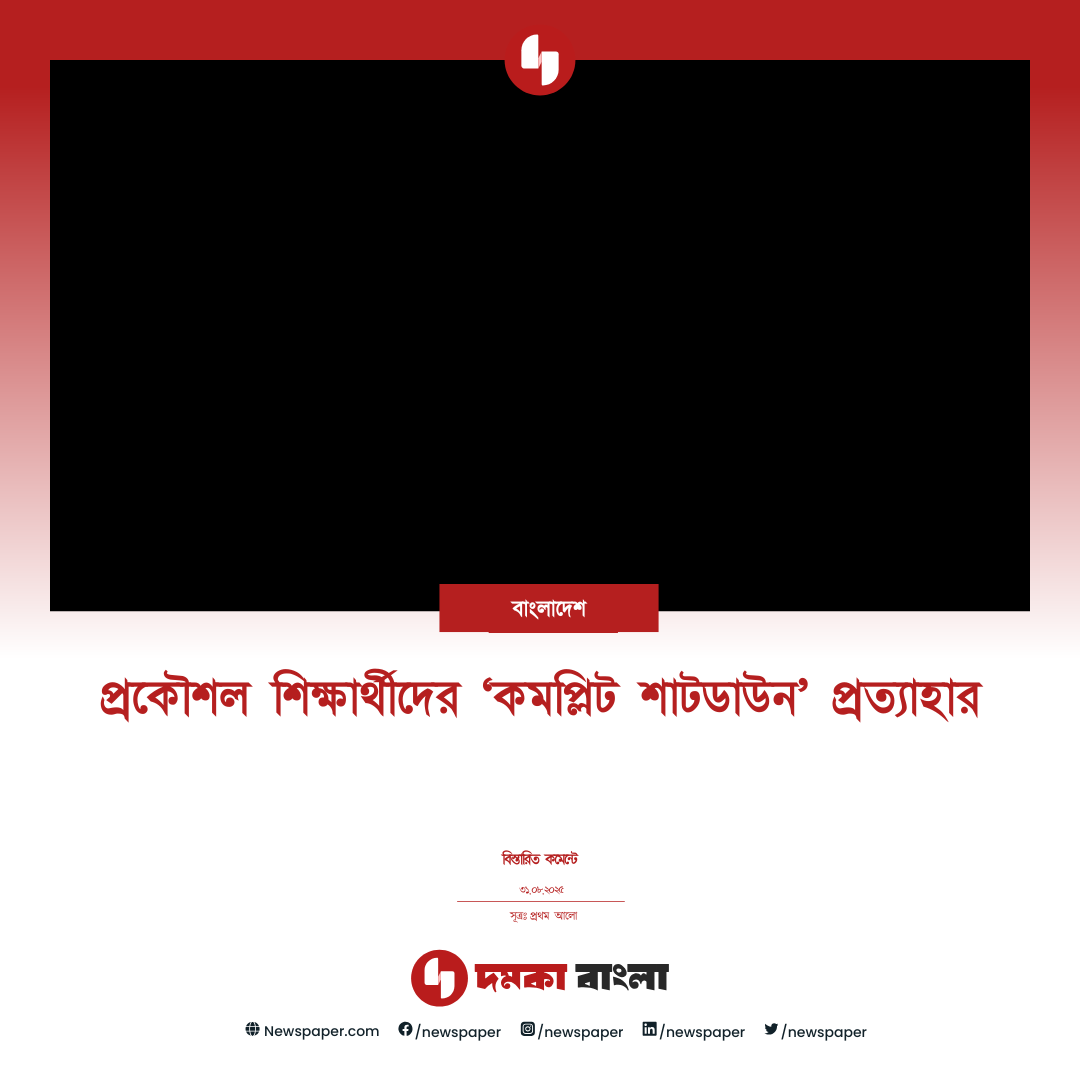 বাংলাদেশ
প্রকৌশল শিক্ষার্থীদের ‘কমপ্লিট শাটডাউন’ প্রত্যাহার
বিস্তারিত কমেন্টে
৩১.০৮.২০২৫
সূত্রঃ প্রথম আলো
দমকা বাংলা
Newspaper.com /newspaper /newspaper /newspaper /newspaper